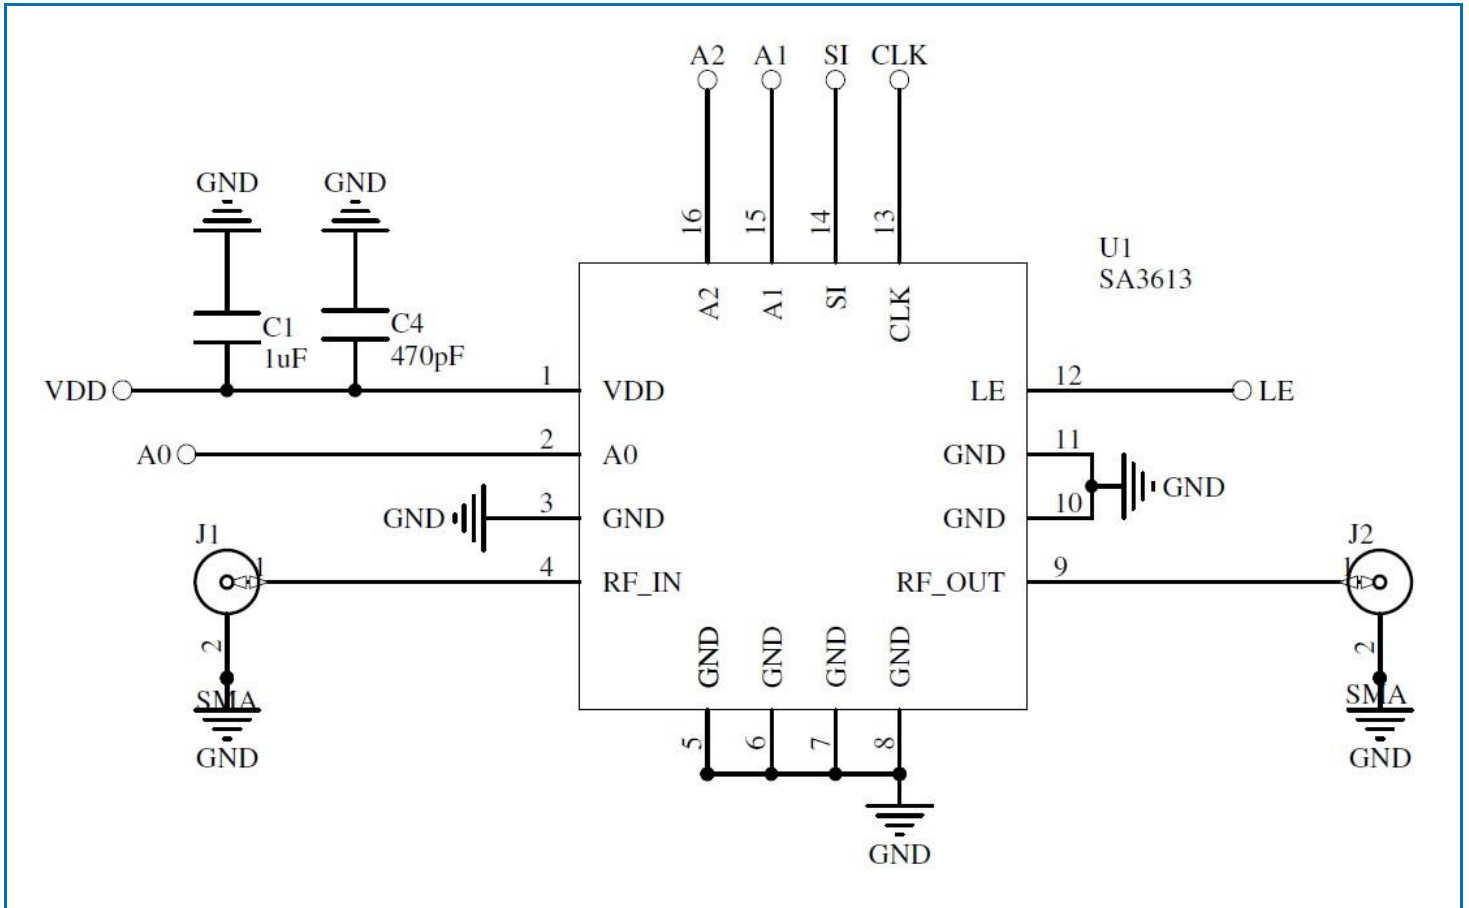 A2 A1 SI CLK
GND GND
16 15 14 13
U1
SA3613
A2 A1 SI CLK
C1
1uF
C4
470pF
VDD 1 VDD
LE 12 LE
A0 2 A0
GND 11
GND 3 GND
GND 10
GND
J1
1 4 RF_IN
RF_OUT 9 1
J2
GND GND GND GND
2
SMA
GND
2
SMA
GND
5 6 7 8
GND